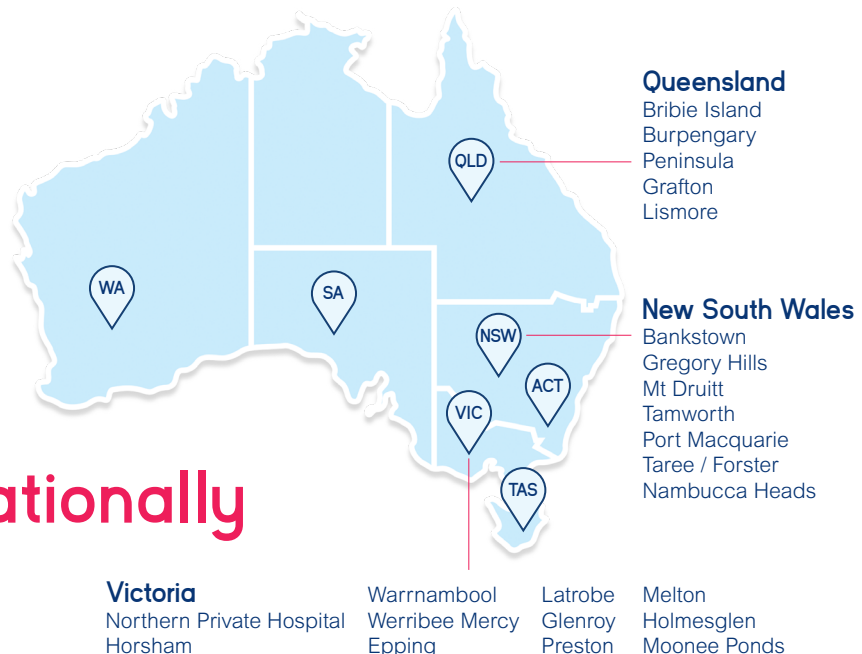 Queensland
Bribie Island
Burpengary
Peninsula
Grafton
Lismore
QLD
WA
SA
New South Wales
Bankstown
Gregory Hills
Mt Druitt
Tamworth
Port Macquarie
Taree / Forster
Nambucca Heads
NSW
ACT
VIC
TAS
ationally
Victoria
Northern Private Hospital
Horsham
Warrnambool
Werribee Mercy
Epping
Latrobe
Glenroy
Preston
Melton
Holmesglen
Moonee Ponds